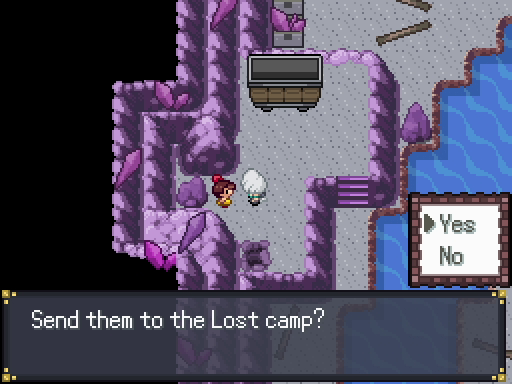 Yes
No
Send them to the Lost camp?